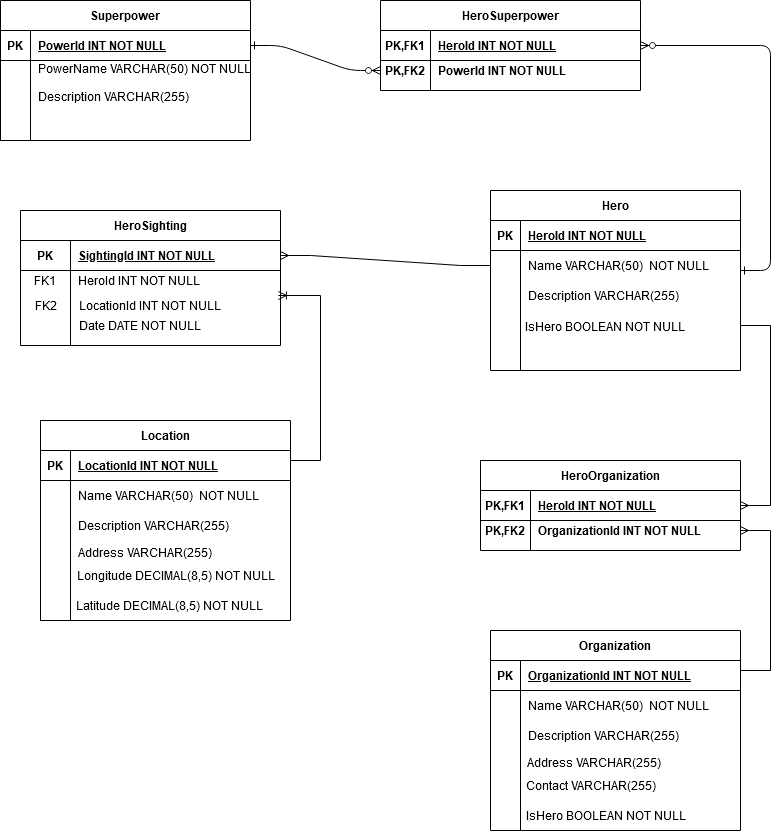 Superpower
PK PowerId INT NOT NULL
PowerName VARCHAR(50) NOT NULL
Description VARCHAR(255)
HeroSuperpower
PK,FK1 HeroId INT NOT NULL
PK,FK2 PowerId INT NOT NULL
HeroSighting
PK SightingId INT NOT NULL
FK1 HeroId INT NOT NULL
FK2 LocationId INT NOT NULL
Date DATE NOT NULL
Hero
PK HeroId INT NOT NULL
Name VARCHAR(50) NOT NULL
Description VARCHAR(255)
IsHero BOOLEAN NOT NULL
Location
PK LocationId INT NOT NULL
Name VARCHAR(50) NOT NULL
Description VARCHAR(255)
Address VARCHAR(255)
Longitude DECIMAL(8,5) NOT NULL
Latitude DECIMAL(8,5) NOT NULL
HeroOrganization
PK,FK1 HeroId INT NOT NULL
PK,FK2 OrganizationId INT NOT NULL
Organization
PK OrganizationId INT NOT NULL
Name VARCHAR(50) NOT NULL
Description VARCHAR(255)
Address VARCHAR(255)
Contact VARCHAR(255)
IsHero BOOLEAN NOT NULL